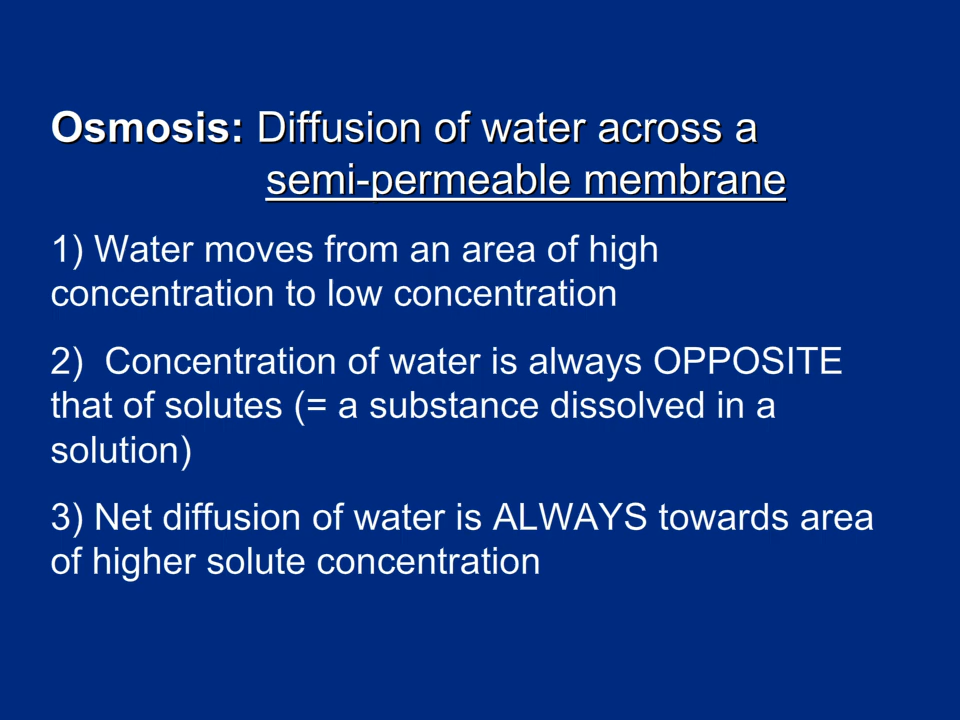 Osmosis: Diffusion of water across a
semi-permeable membrane
1) Water moves from an area of high
concentration to low concentration
2)  Concentration of water is always OPPOSITE
that of solutes (= a substance dissolved in a
solution)
3) Net diffusion of water is ALWAYS towards area
of higher solute concentration